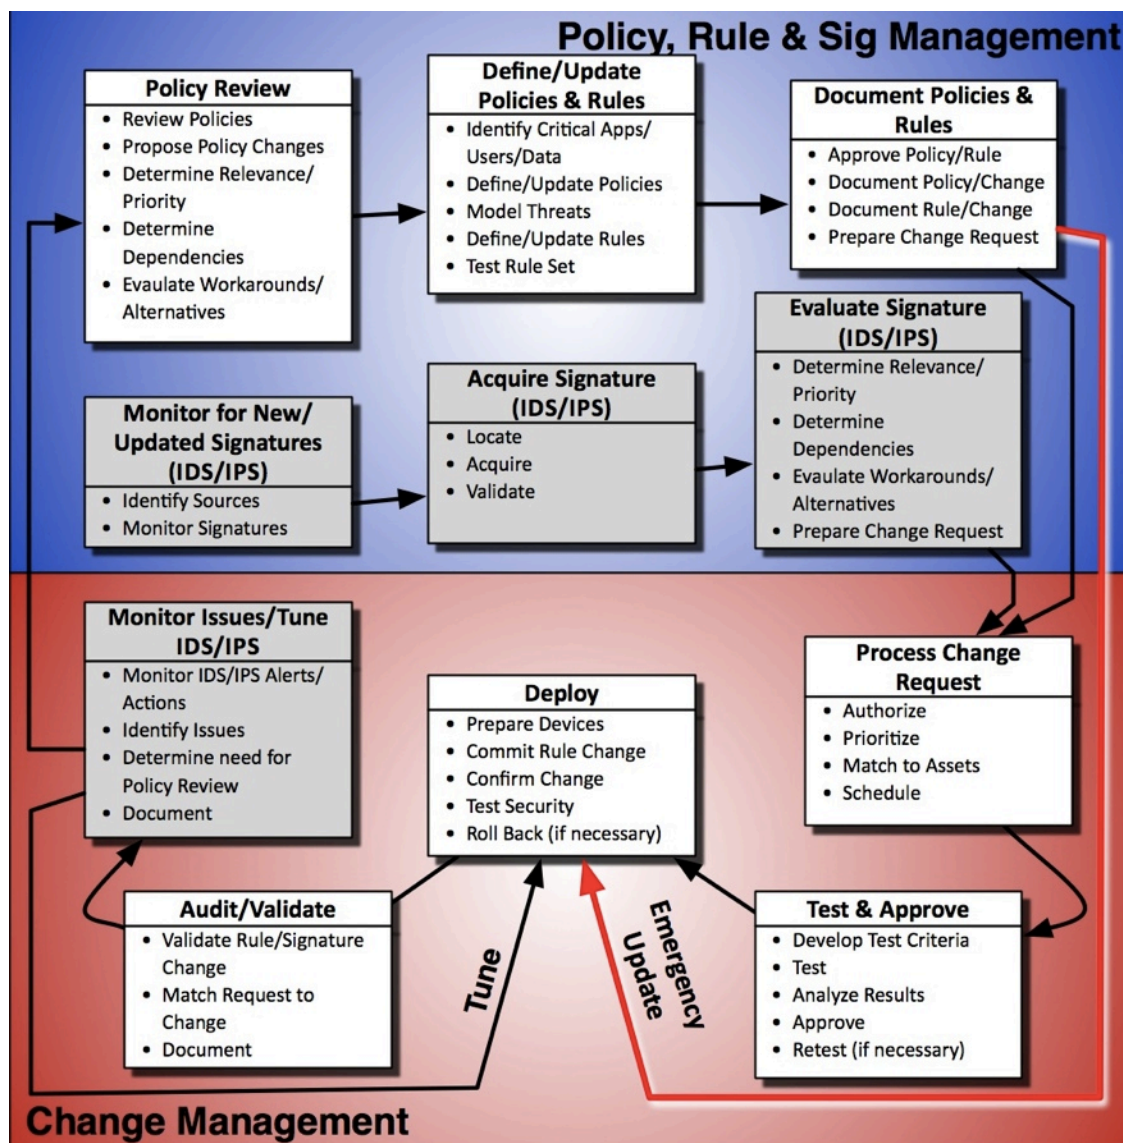 Policy, Rule & Sig Management
Policy Review
• Review Policies
• Propose Policy Changes
• Determine Relevance/
Priority
• Determine
Dependencies
• Evaulate Workarounds/
Alternatives
Define/Update
Policies & Rules
• Identify Critical Apps/
Users/Data
• Define/Update Policies
• Model Threats
• Define/Update Rules
• Test Rule Set
Document Policies &
Rules
• Approve Policy/Rule
• Document Policy/Change
• Document Rule/Change
• Prepare Change Request
Monitor for New/
Updated Signatures
(IDS/IPS)
• Identify Sources
• Monitor Signatures
Acquire Signature
(IDS/IPS)
• Locate
• Acquire
• Validate
Evaluate Signature
(IDS/IPS)
• Determine Relevance/
Priority
• Determine
Dependencies
• Evaulate Workarounds/
Alternatives
• Prepare Change Request
Monitor Issues/Tune
IDS/IPS
• Monitor IDS/IPS Alerts/
Actions
• Identify Issues
• Determine need for
Policy Review
• Document
Deploy
• Prepare Devices
• Commit Rule Change
• Confirm Change
• Test Security
• Roll Back (if necessary)
Process Change
Request
• Authorize
• Prioritize
• Match to Assets
• Schedule
Audit/Validate
• Validate Rule/Signature
Change
• Match Request to
Change
• Document
Tune
Emergency
Update
Test & Approve
• Develop Test Criteria
• Test
• Analyze Results
• Approve
• Retest (if necessary)
Change Management